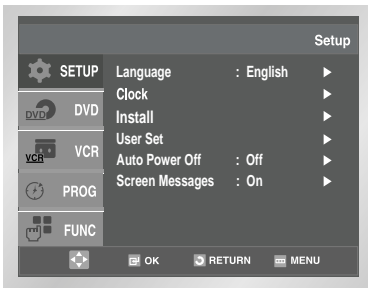 Setup
SETUP
DVD DVD
VCR VCR
PROG
FUNC
Language : English ►
Clock ►
Install ►
User Set ►
Auto Power Off : Off ►
Screen Messages : On ►
OK RETURN MENU